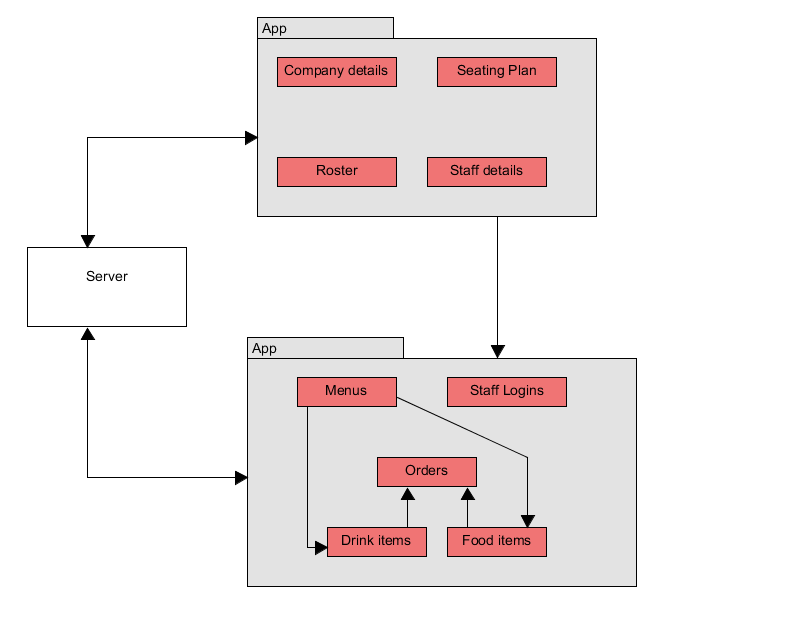 App
Company details
Seating Plan
Roster
Staff details
Server
App
Menus
Staff Logins
Orders
Drink items
Food items